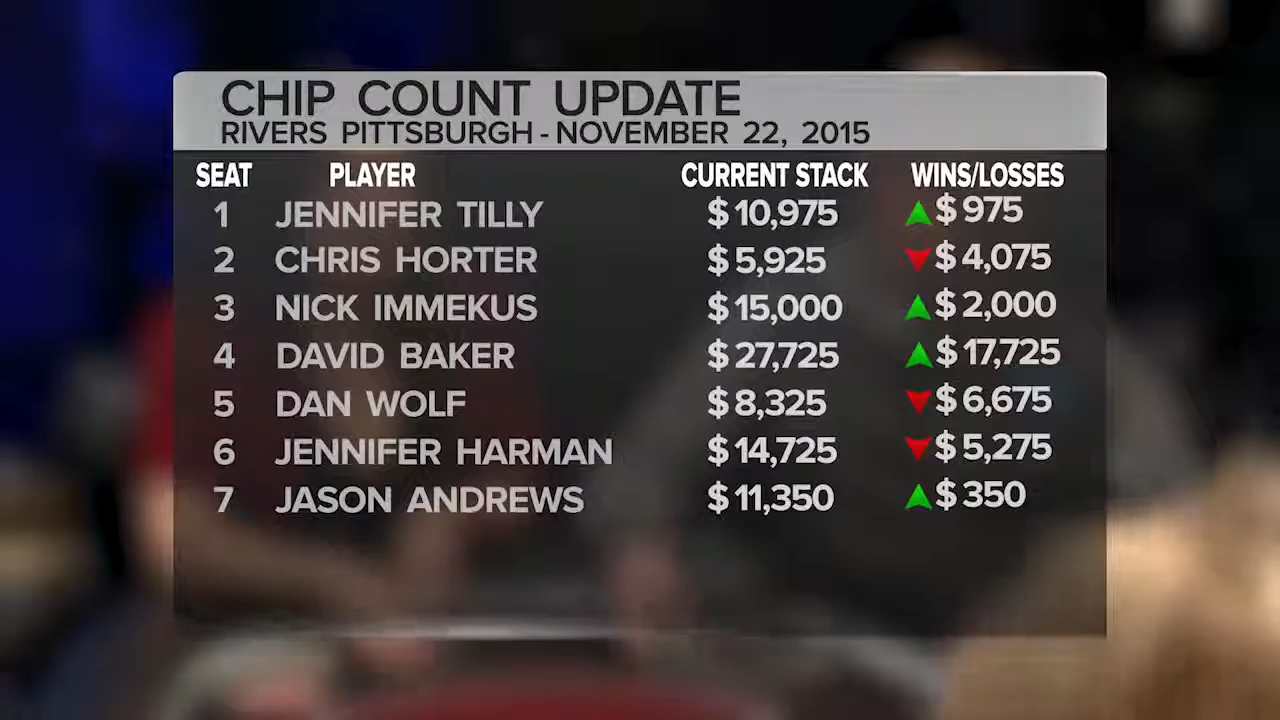 CHIP COUNT UPDATE
RIVERS PITTSBURGH - NOVEMBER 22, 2015
SEAT PLAYER CURRENT STACK WINS/LOSSES
1 JENNIFER TILLY $10,975 $975
2 CHRIS HORTER $5,925 $4,075
3 NICK IMMEKUS $15,000 $2,000
4 DAVID BAKER $27,725 $17,725
5 DAN WOLF $8,325 $6,675
6 JENNIFER HARMAN $14,725 $5,275
7 JASON ANDREWS $11,350 $350